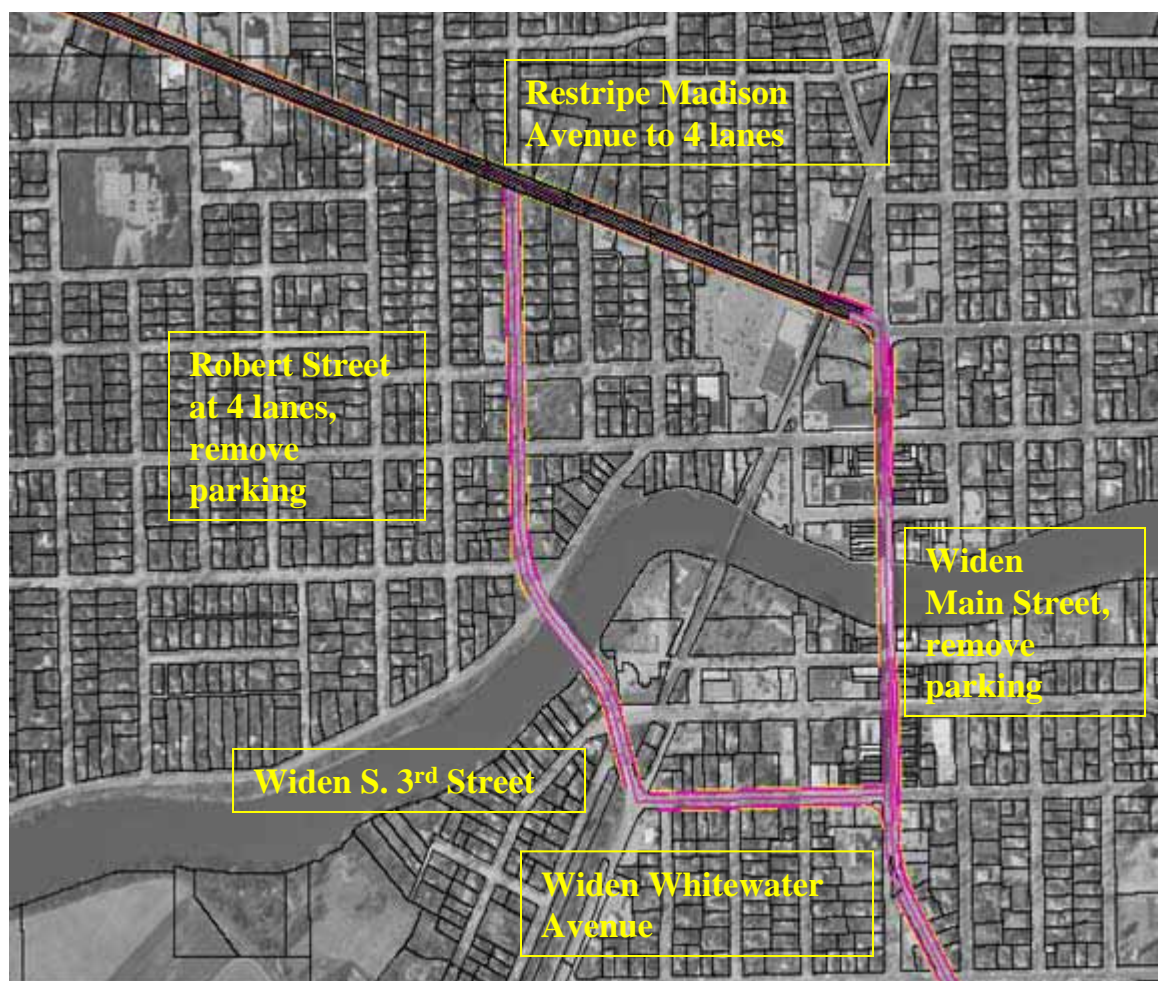 Restripe Madison
Avenue to 4 lanes
Robert Street
at 4 lanes,
remove
parking
Widen
Main Street,
remove
parking
Widen S. 3rd Street
Widen Whitewater
Avenue